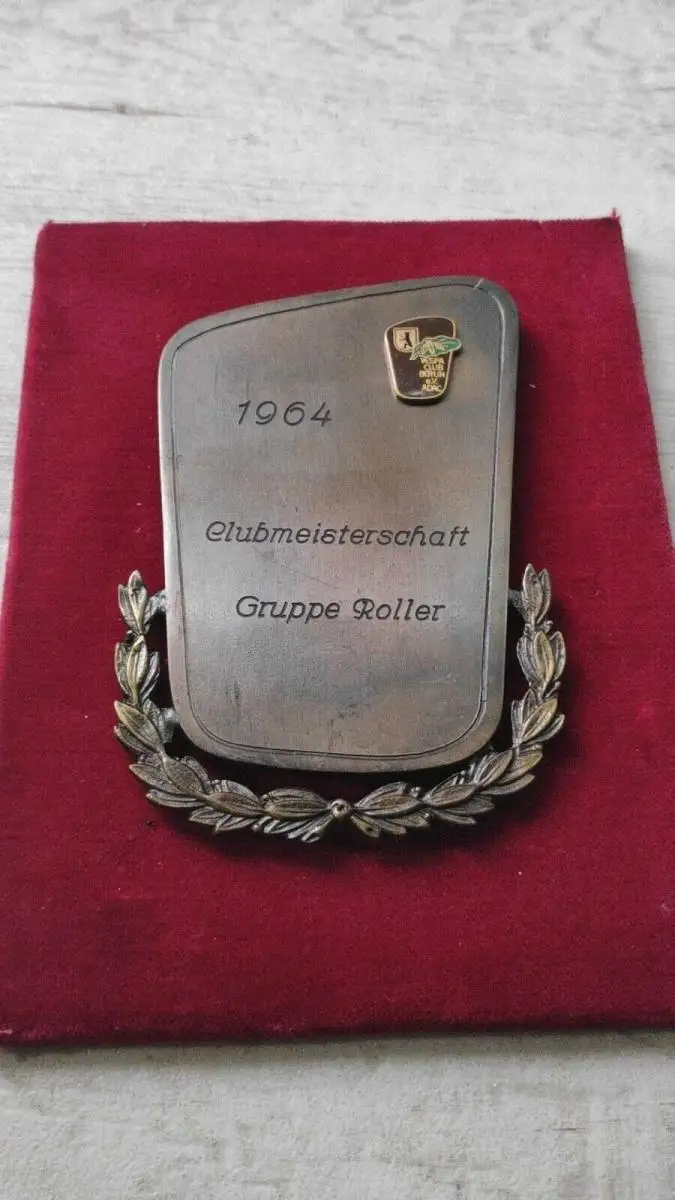 VESPA
CLUB
BERLIN
e.V.
ADAC
1964
Clubmeisterschaft
Gruppe Roller